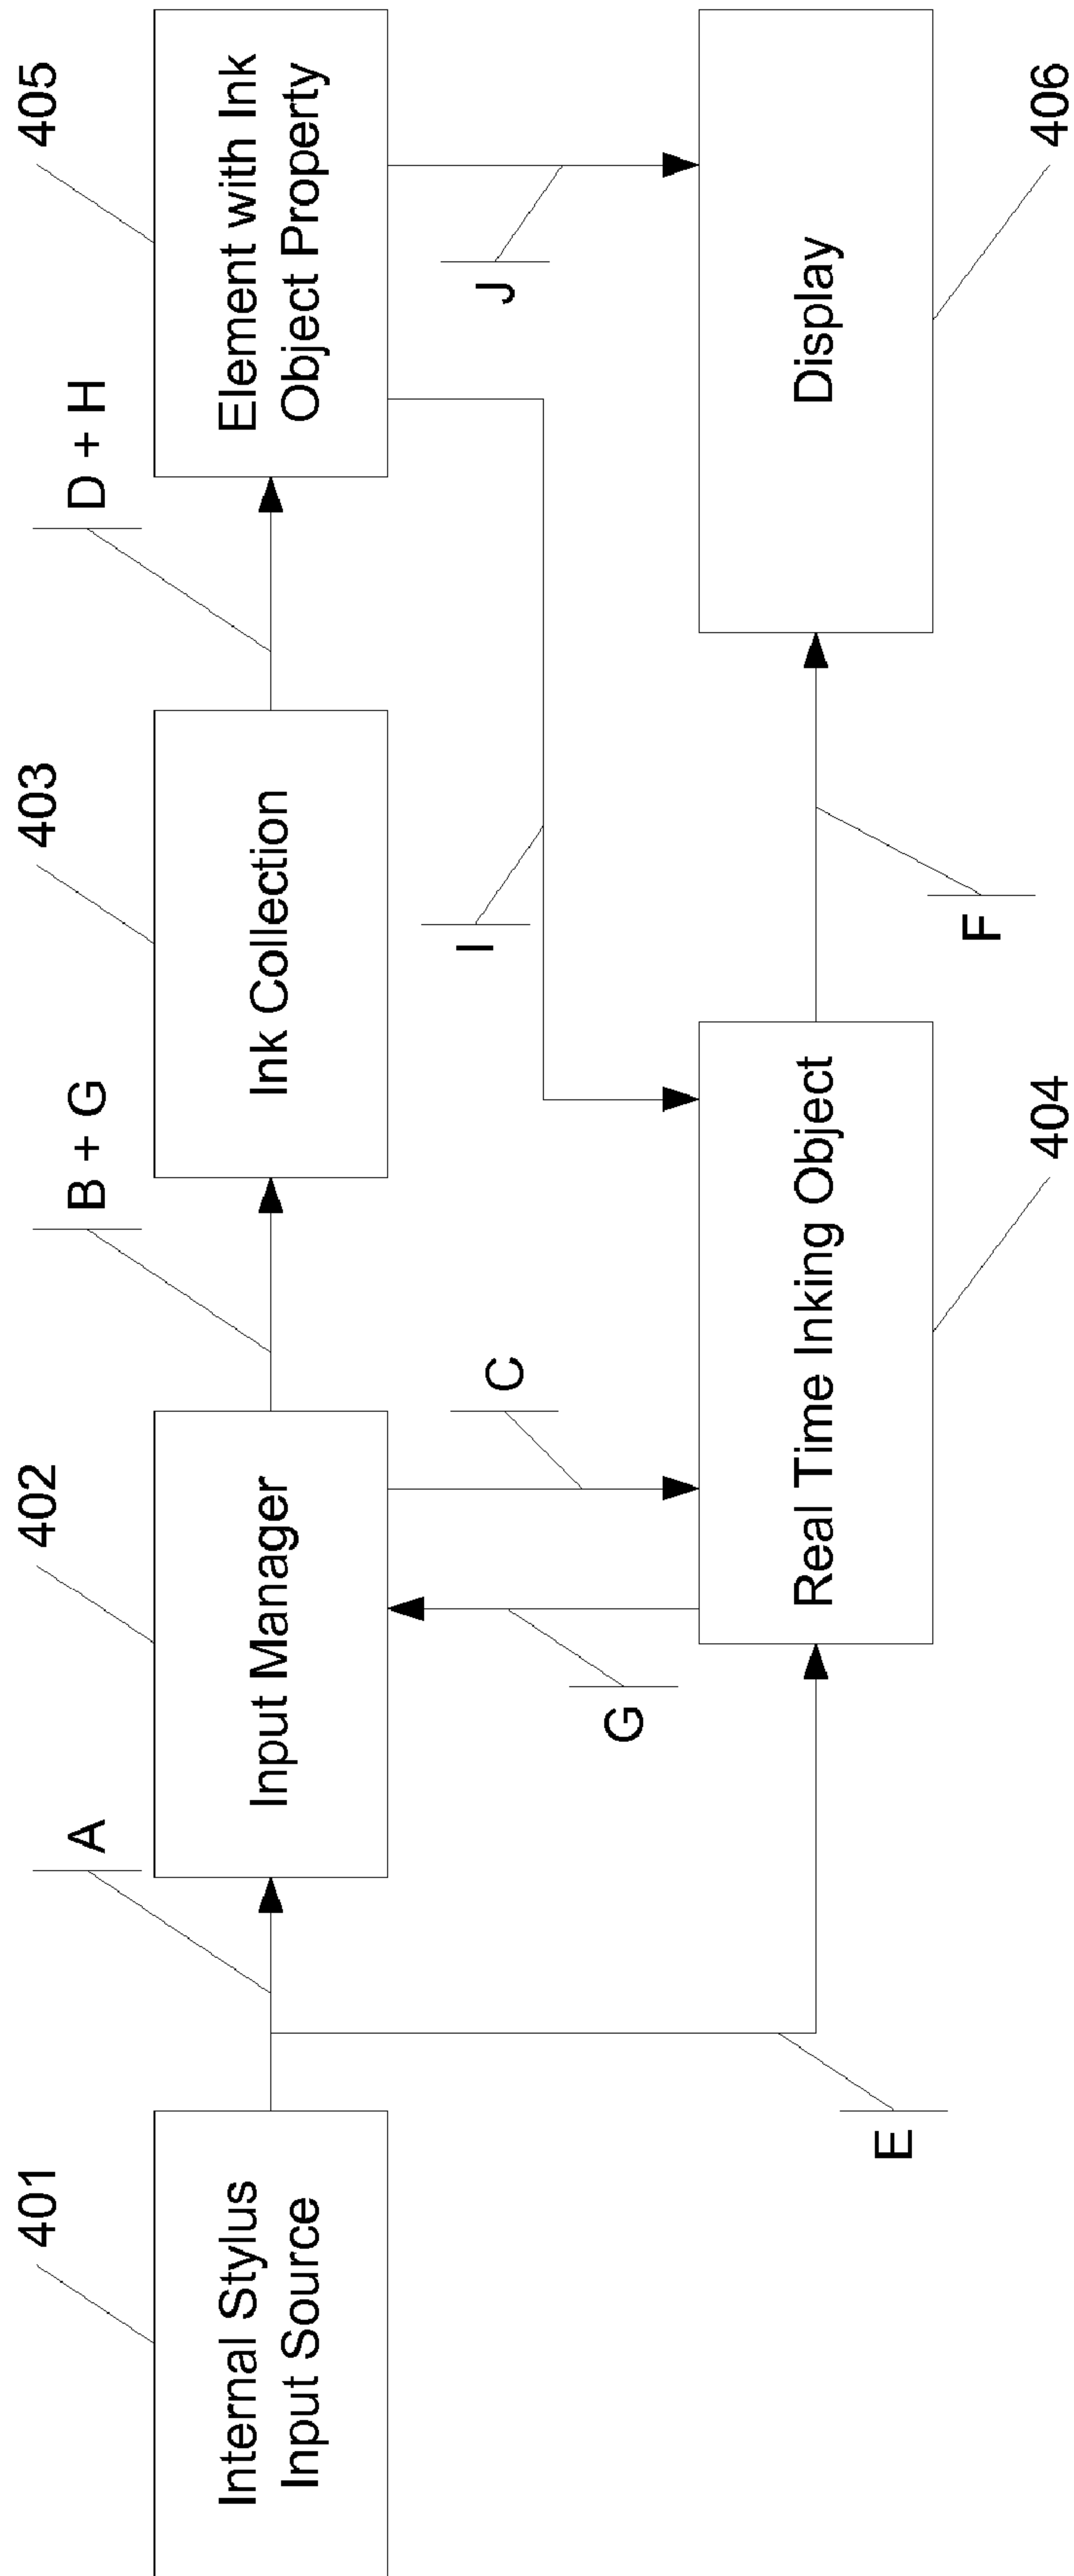 401
Internal Stylus
Input Source
A
402
Input Manager
B + G
403
Ink Collection
D + H
405
Element with Ink
Object Property
E
G
C
I
J
Real Time Inking Object
404
F
Display
406